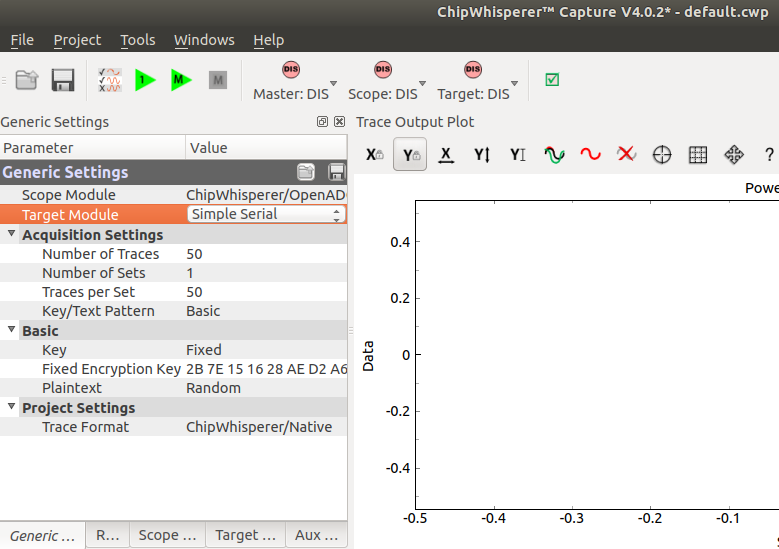 ChipWhisperer™ Capture V4.0.2* - default.cwp
File Project Tools Windows Help
1 M M DIS DIS DIS
Master: DIS Scope: DIS Target: DIS
Generic Settings Trace Output Plot
Parameter Value
X Y X Y Y ?
Generic Settings
Scope Module ChipWhisperer/OpenAD
Target Module Simple Serial
Acquisition Settings
Number of Traces 50
Number of Sets 1
Traces per Set 50
Key/Text Pattern Basic
Basic
Key Fixed
Fixed Encryption Key 2B 7E 15 16 28 AE D2 A6
Plaintext Random
Project Settings
Trace Format ChipWhisperer/Native
Generic ... R... Scope ... Target ... Aux ...
Powe
0.4
0.2
0
-0.2
-0.4
Data
-0.5 -0.4 -0.3 -0.2 -0.1